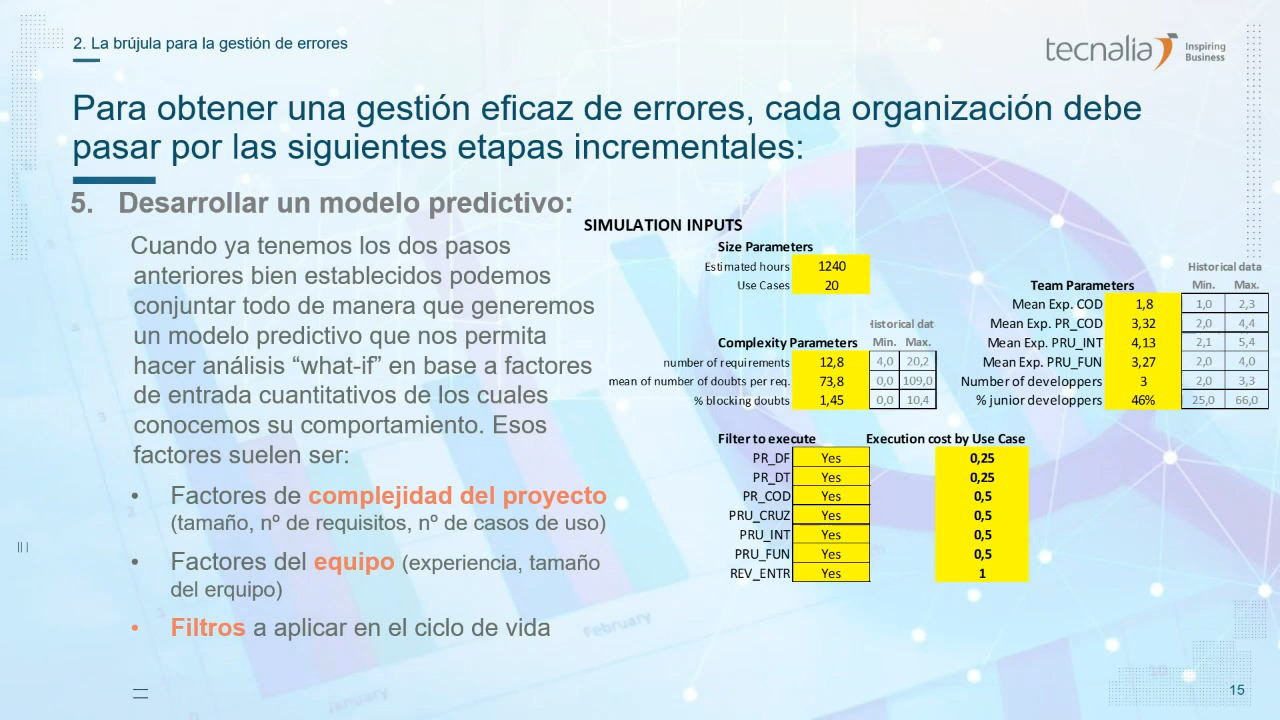 2. La brújula para la gestión de errores
tecnalia Inspiring
Business
Para obtener una gestión eficaz de errores, cada organización debe
pasar por las siguientes etapas incrementales:
5. Desarrollar un modelo predictivo:
Cuando ya tenemos los dos pasos
anteriores bien establecidos podemos
conjuntar todo de manera que generemos
un modelo predictivo que nos permita
hacer análisis “what-if” en base a factores
de entrada cuantitativos de los cuales
conocemos su comportamiento. Esos
factores suelen ser:
• Factores de complejidad del proyecto
(tamaño, nº de requisitos, nº de casos de uso)
• Factores del equipo (experiencia, tamaño
del erquipo)
• Filtros a aplicar en el ciclo de vida
SIMULATION INPUTS
Size Parameters
Estimated hours 1240
Use Cases 20
Historical dat
Complexity Parameters Min. Max.
number of requirements 12,8 4,0 20,2
mean of number of doubts per req. 73,8 0,0 109,0
% blocking doubts 1,45 0,0 10,4
Historical data
Team Parameters Min. Max.
Mean Exp. COD 1,8 1,0 2,3
Mean Exp. PR_COD 3,32 2,0 4,4
Mean Exp. PRU_INT 4,13 2,1 5,4
Mean Exp. PRU_FUN 3,27 2,0 4,0
Number of developpers 3 2,0 3,3
% junior developpers 46% 25,0 66,0
Filter to execute Execution cost by Use Case
PR_DF Yes 0,25
PR_DT Yes 0,25
PR_COD Yes 0,5
PRU_CRUZ Yes 0,5
PRU_INT Yes 0,5
PRU_FUN Yes 0,5
REV_ENTR Yes 1
February
January
10
15